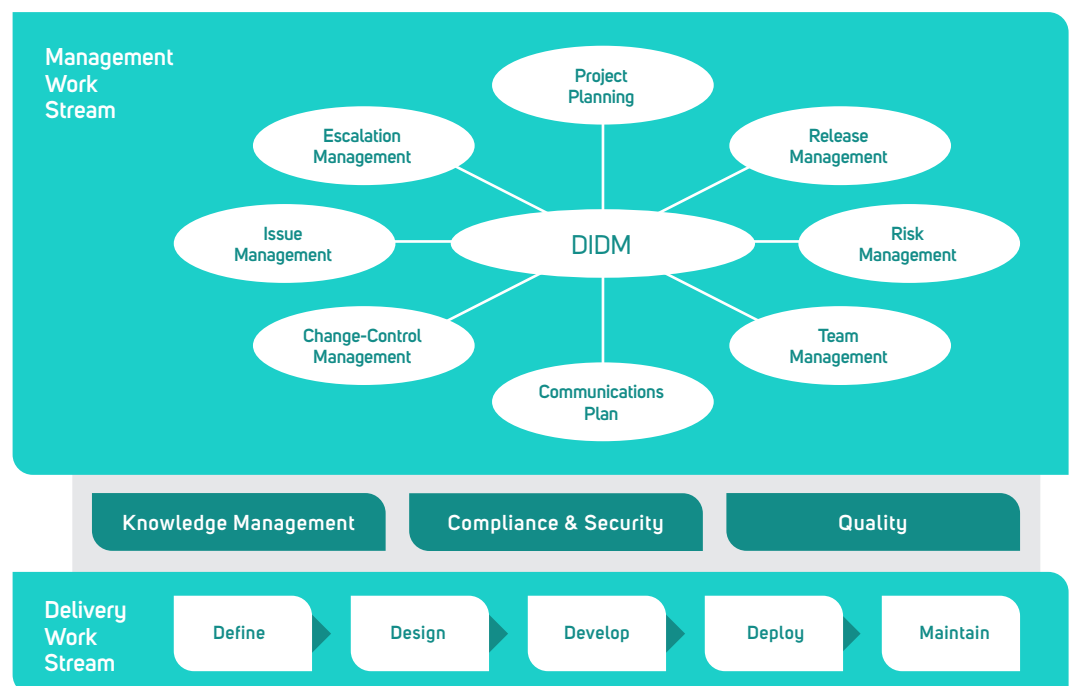 Management
Work
Stream
Project
Planning
Escalation
Management
Release
Management
Issue
Management
DIDM
Risk
Management
Change-Control
Management
Team
Management
Communications
Plan
Knowledge Management
Compliance & Security
Quality
Delivery
Work
Stream
Define
Design
Develop
Deploy
Maintain